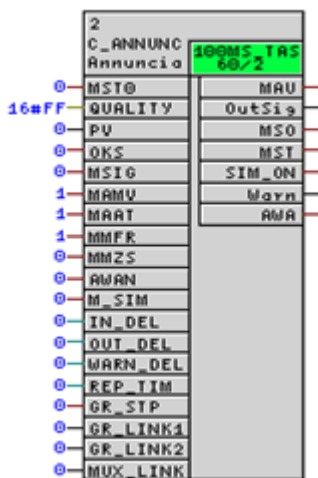 2
C_ANNUNC
Annuncia
100MS_TAS
60/2
0 MST0 MAU
16#FF QUALITY OutSig
0 PV MSO
0 OKS MST
0 MSIG SIM_ON
1 MAMV Warn
1 MAAT AWA
1 MMFR
0 MMZS
0 AWAN
0 M_SIM
0 IN_DEL
0 OUT_DEL
0 WARN_DEL
0 REP_TIM
0 GR_STP
0 GR_LINK1
0 GR_LINK2
0 MUX_LINK